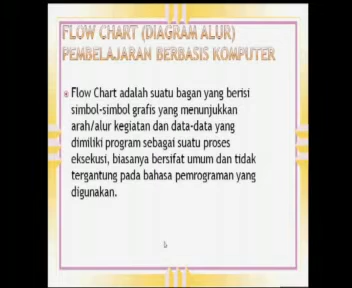 FLOW CHART (DIAGRAM ALUR)
PEMBELAJARAN BERBASIS KOMPUTER
Flow Chart adalah suatu bagan yang berisi
simbol-simbol grafis yang menunjukkan
arah/alur kegiatan dan data-data yang
dimiliki program sebagai suatu proses
eksekusi, biasanya bersifat umum dan tidak
tergantung pada bahasa pemrograman yang
digunakan.